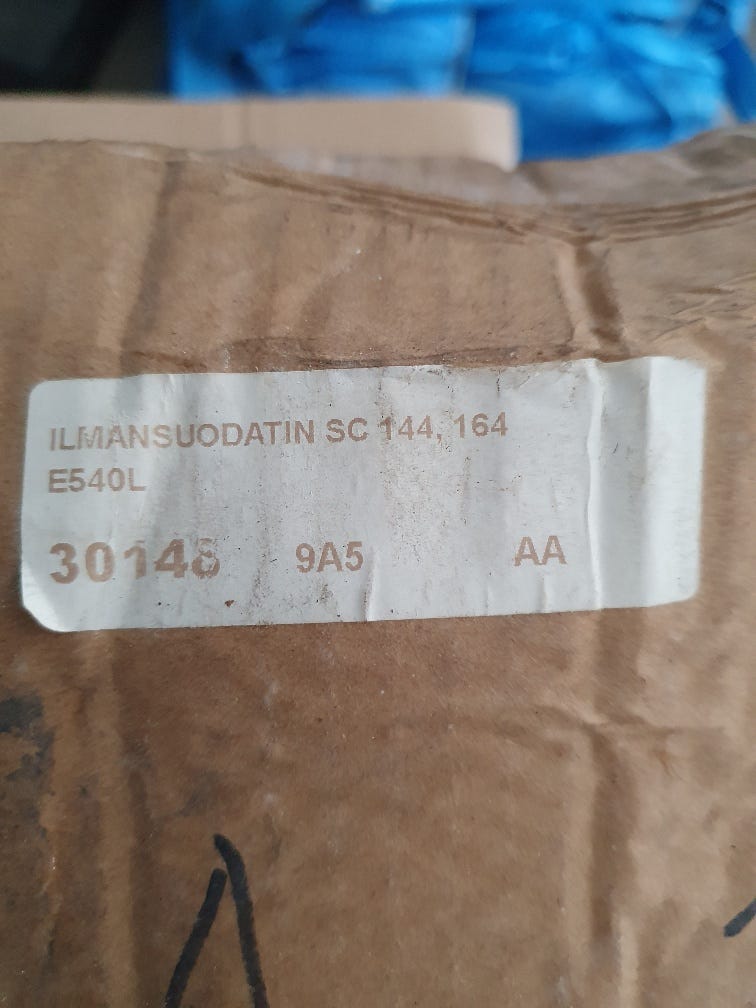 ILMANSUODATIN SC 144, 164
E540L
30148 9A5 AA